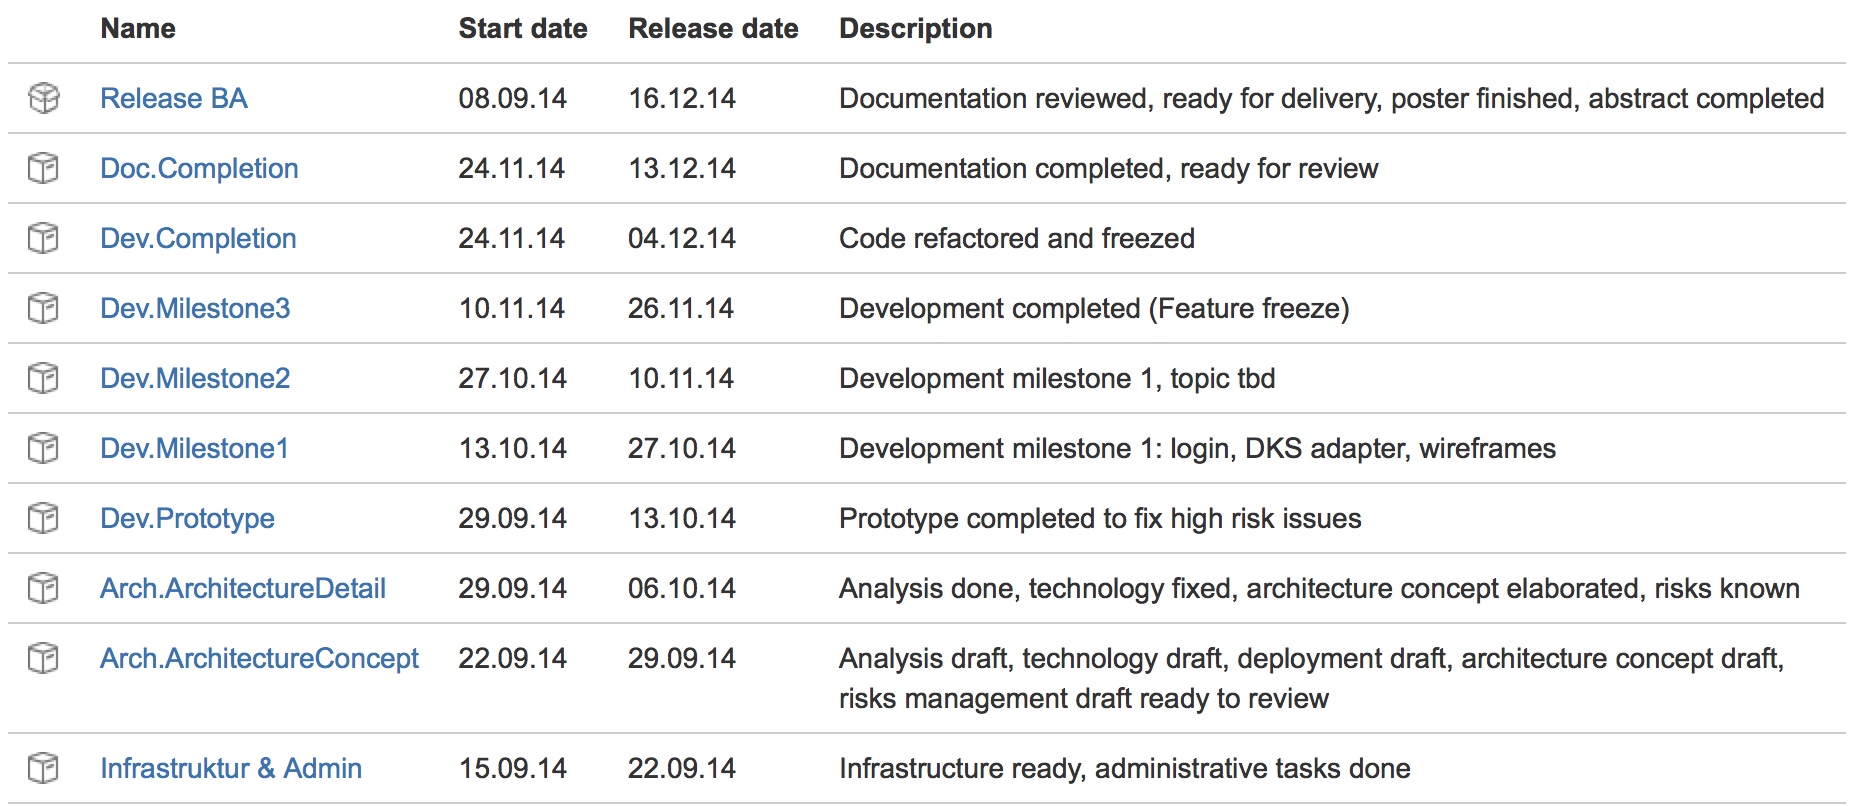 Name Start date Release date Description
Release BA 08.09.14 16.12.14 Documentation reviewed, ready for delivery, poster finished, abstract completed
Doc.Completion 24.11.14 13.12.14 Documentation completed, ready for review
Dev.Completion 24.11.14 04.12.14 Code refactored and freezed
Dev.Milestone3 10.11.14 26.11.14 Development completed (Feature freeze)
Dev.Milestone2 27.10.14 10.11.14 Development milestone 1, topic tbd
Dev.Milestone1 13.10.14 27.10.14 Development milestone 1: login, DKS adapter, wireframes
Dev.Prototype 29.09.14 13.10.14 Prototype completed to fix high risk issues
Arch.ArchitectureDetail 29.09.14 06.10.14 Analysis done, technology fixed, architecture concept elaborated, risks known
Arch.ArchitectureConcept 22.09.14 29.09.14 Analysis draft, technology draft, deployment draft, architecture concept draft,
risks management draft ready to review
Infrastruktur & Admin 15.09.14 22.09.14 Infrastructure ready, administrative tasks done